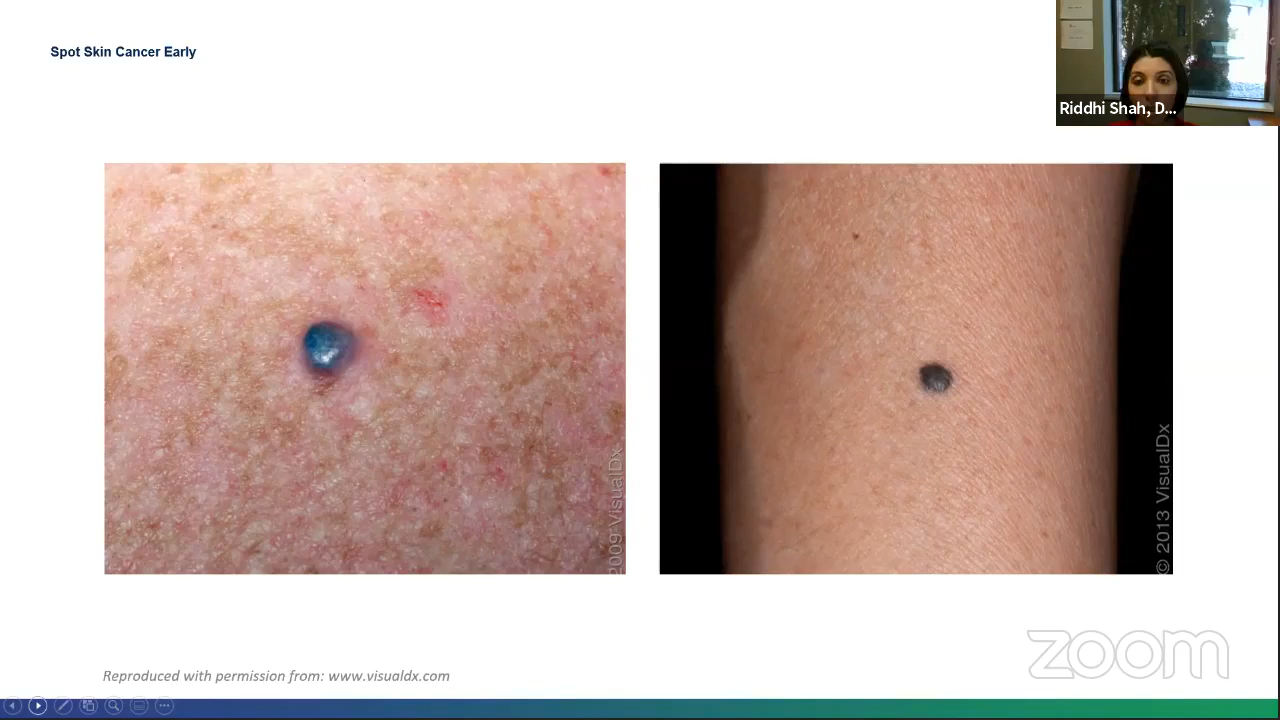 Spot Skin Cancer Early
Riddhi Shah, D...
2009 VisualDx
© 2013 VisualDx
zoom
Reproduced with permission from: www.visualdx.com